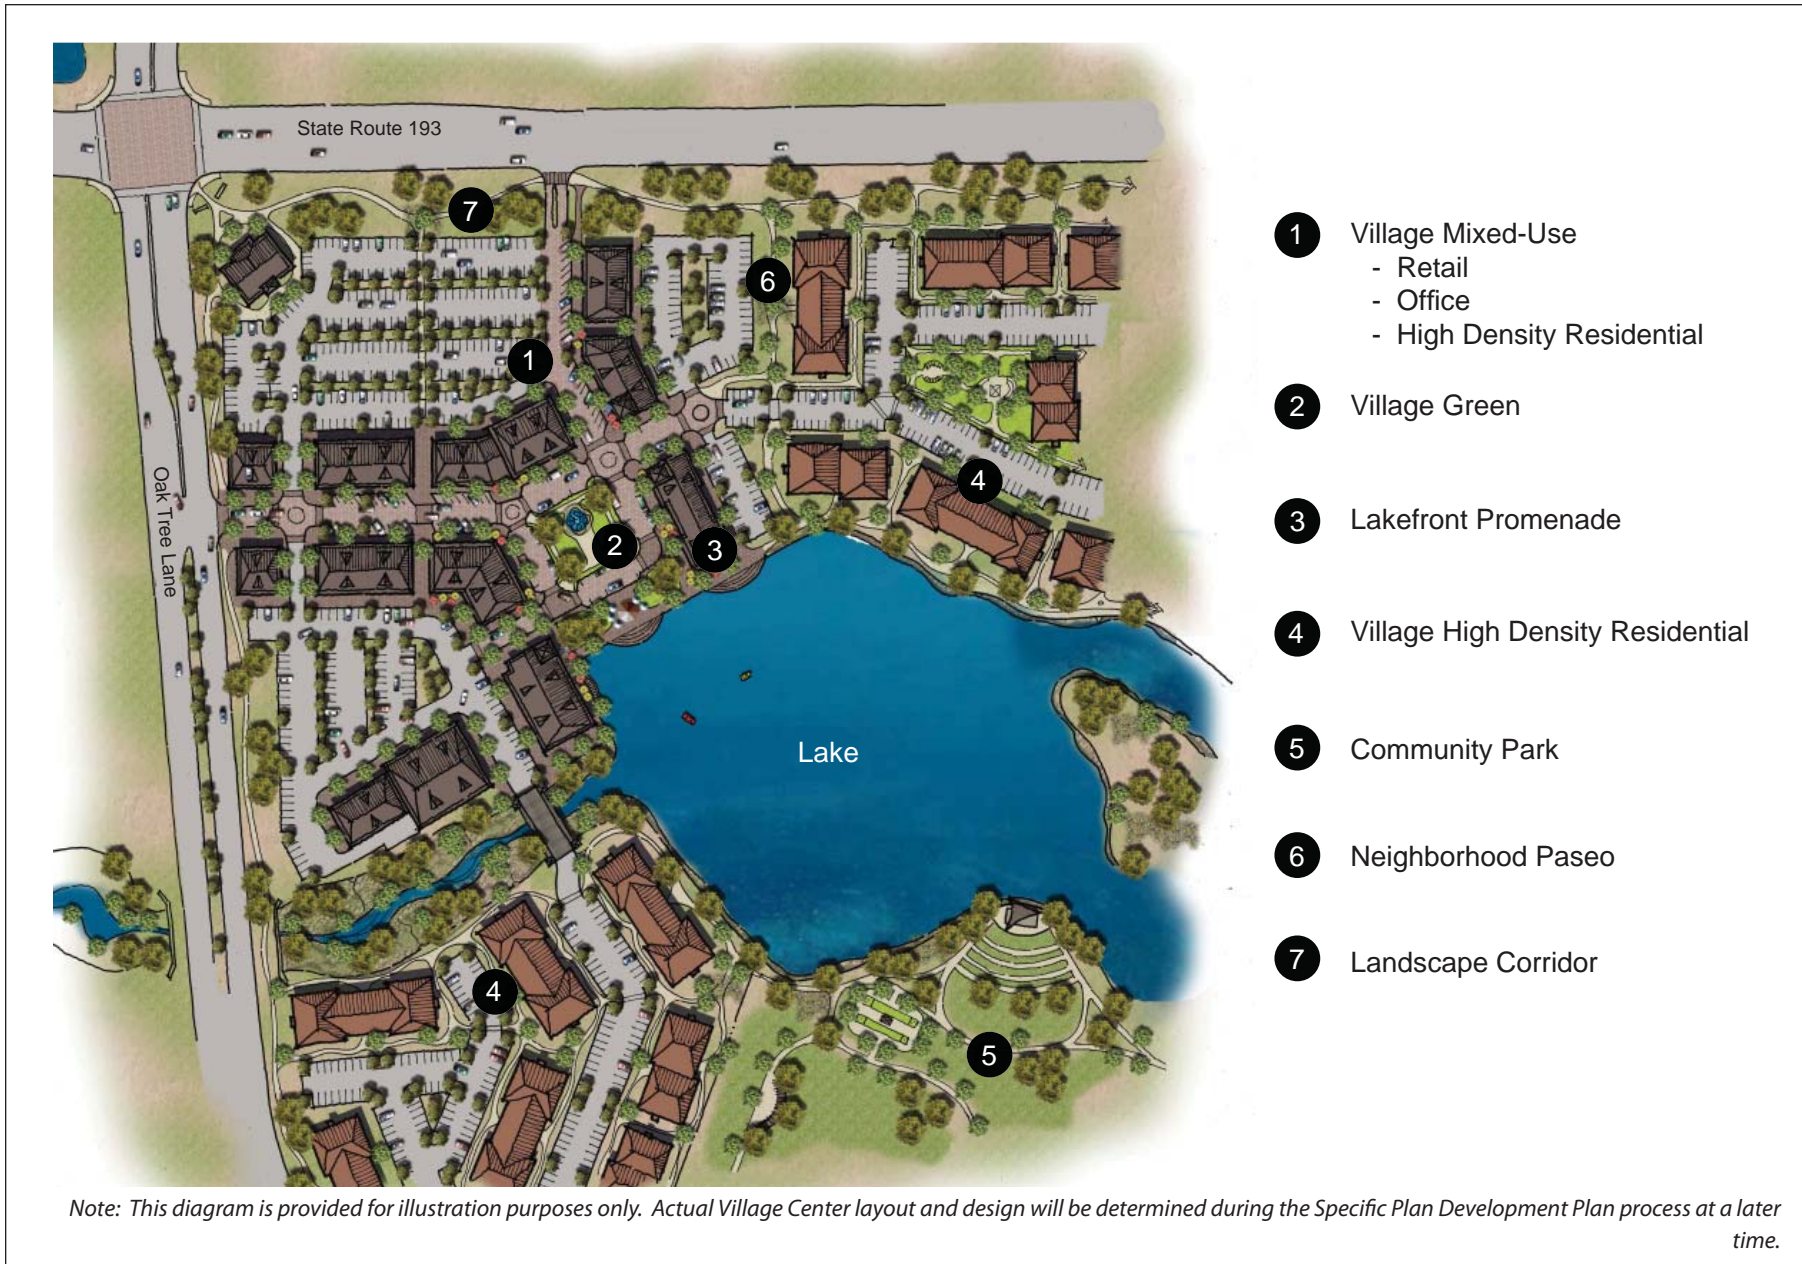 State Route 193
7
6
1
Oak Tree Lane
4
2
3
Lake
4
5
1 Village Mixed-Use
- Retail
- Office
- High Density Residential
2 Village Green
3 Lakefront Promenade
4 Village High Density Residential
5 Community Park
6 Neighborhood Paseo
7 Landscape Corridor
Note: This diagram is provided for illustration purposes only. Actual Village Center layout and design will be determined during the Specific Plan Development Plan process at a later
time.